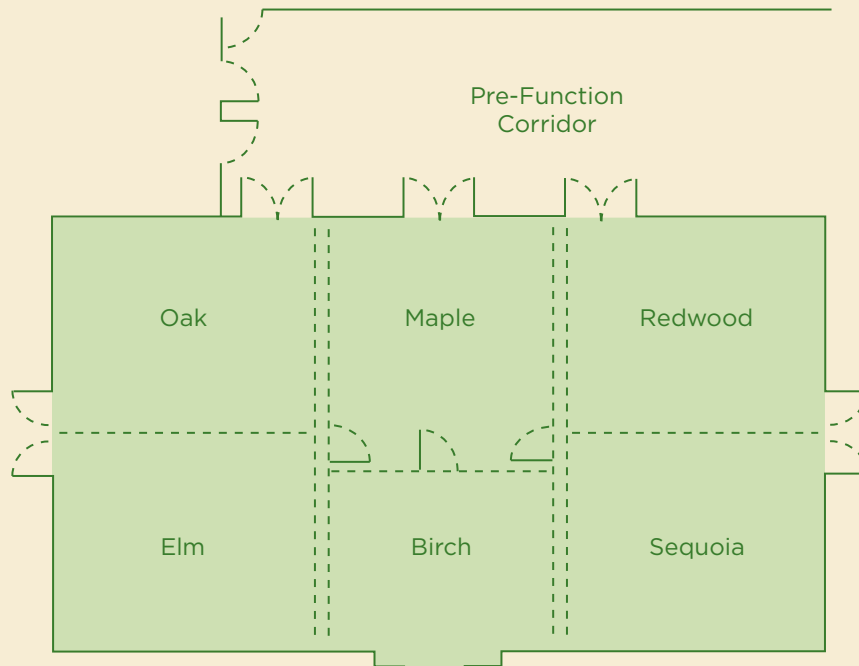 Pre-Function
Corridor
Oak
Maple
Redwood
Elm
Birch
Sequoia